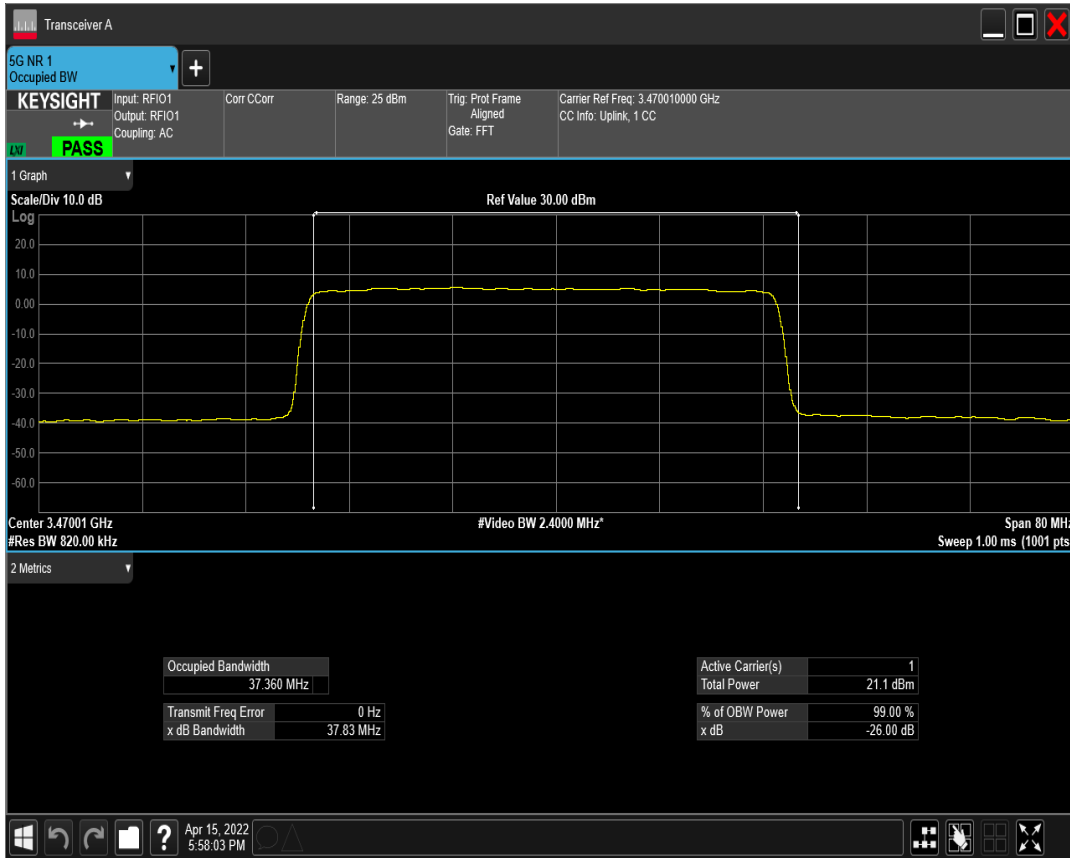 Transceiver A
5G NR 1
Occupied BW
KEYSIGHT
LXI
PASS
Input: RFIO1
Output: RFIO1
Coupling: AC
Corr CCorr
Range: 25 dBm
Trig: Prot Frame
Aligned
Gate: FFT
Carrier Ref Freq: 3.470010000 GHz
CC Info: Uplink, 1 CC
1 Graph
Scale/Div 10.0 dB
Ref Value 30.00 dBm
Log
20.0
10.0
0.00
-10.0
-20.0
-30.0
-40.0
-50.0
-60.0
Center 3.47001 GHz
#Video BW 2.4000 MHz*
Span 80 MHz
#Res BW 820.00 kHz
Sweep 1.00 ms (1001 pts
2 Metrics
Occupied Bandwidth
37.360 MHz
Transmit Freq Error 0 Hz
x dB Bandwidth 37.83 MHz
Active Carrier(s) 1
Total Power 21.1 dBm
% of OBW Power 99.00 %
x dB -26.00 dB
?
Apr 15, 2022
5:58:03 PM